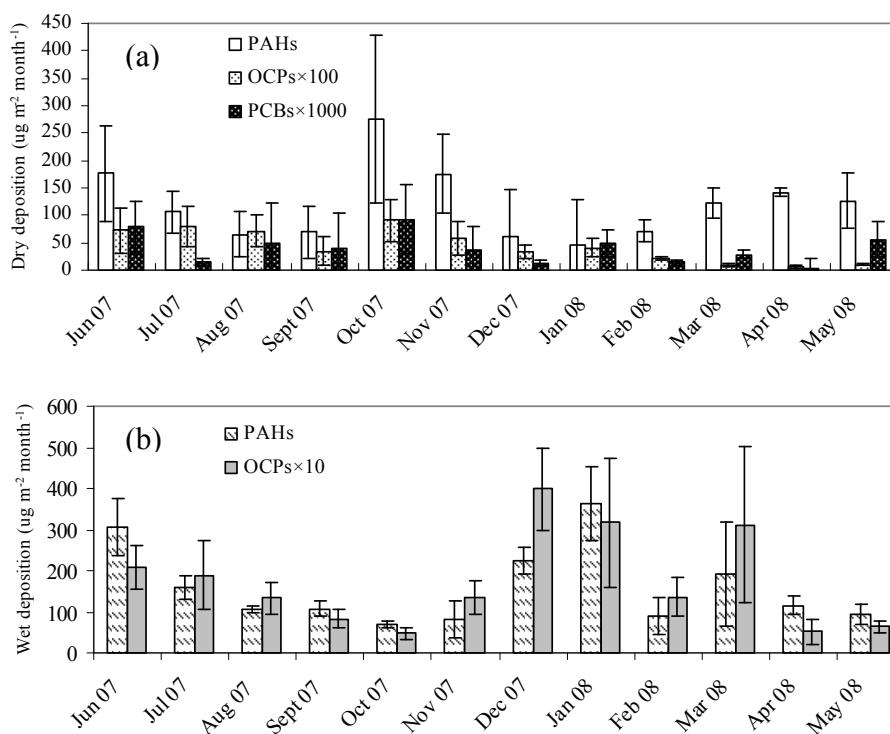 (a)
PAHs
OCPs×100
PCBs×1000
Dry deposition (ug m-2 month-1)
450
400
350
300
250
200
150
100
50
0
Jun 07
Jul 07
Aug 07
Sept 07
Oct 07
Nov 07
Dec 07
Jan 08
Feb 08
Mar 08
Apr 08
May 08
(b)
PAHs
OCPs×10
Wet deposition (ug m-2 month-1)
600
500
400
300
200
100
0
Jun 07
Jul 07
Aug 07
Sept 07
Oct 07
Nov 07
Dec 07
Jan 08
Feb 08
Mar 08
Apr 08
May 08